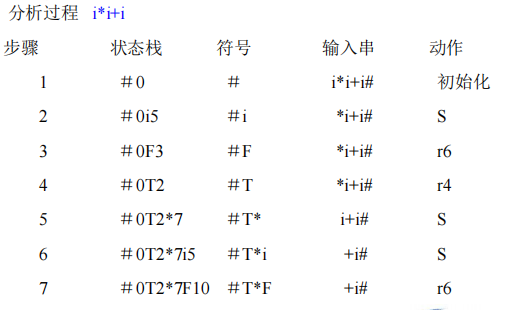 分析过程 i*i+i
步骤 状态栈 符号 输入串 动作
1 ＃0 ＃ i*i+i# 初始化
2 ＃0i5 ＃i *i+i# S
3 ＃0F3 ＃F *i+i# r6
4 ＃0T2 ＃T *i+i# r4
5 ＃0T2*7 ＃T* i+i# S
6 ＃0T2*7i5 ＃T*i +i# S
7 ＃0T2*7F10 ＃T*F +i# r6